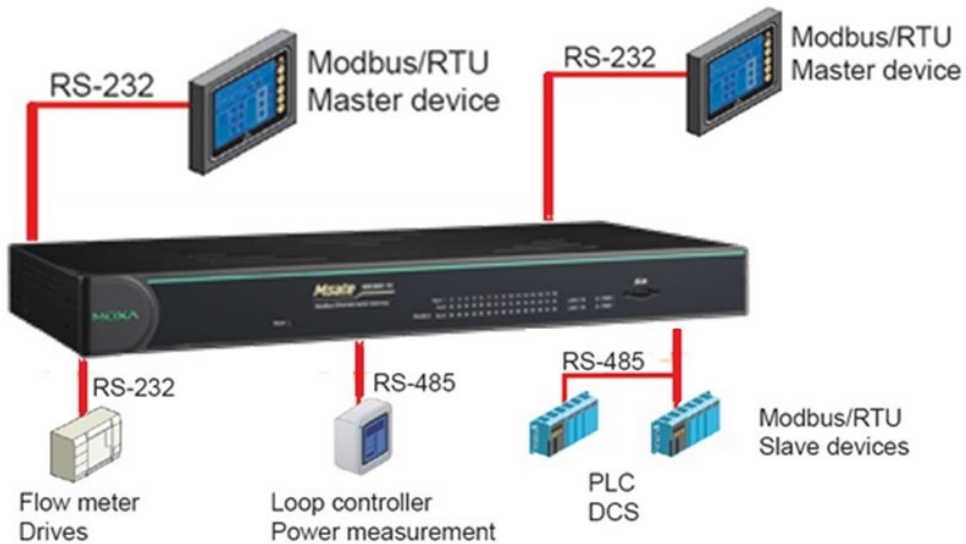 RS-232
Modbus/RTU
Master device
RS-232
Modbus/RTU
Master device
MOXA
MGate
RS-232
RS-485
RS-485
Flow meter
Drives
Loop controller
Power measurement
PLC
DCS
Modbus/RTU
Slave devices